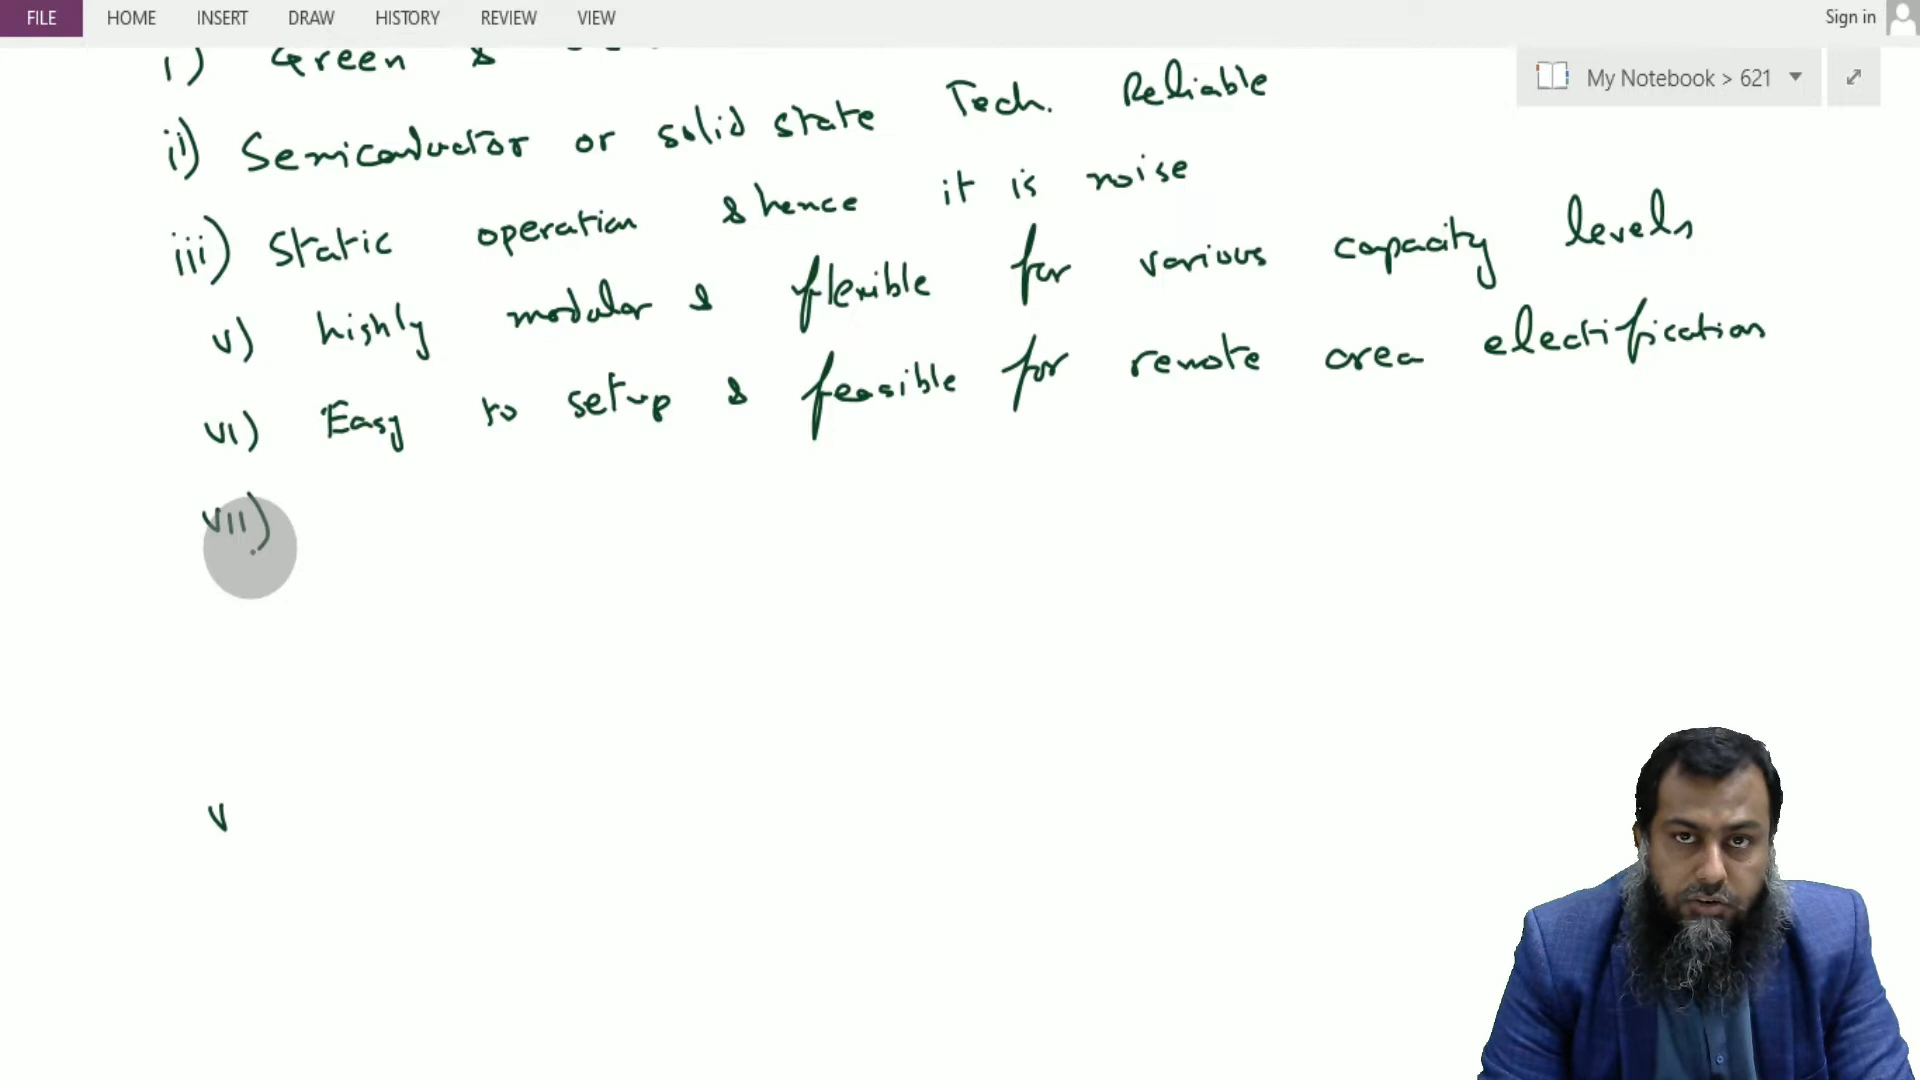 FILE HOME INSERT DRAW HISTORY REVIEW VIEW Sign in
My Notebook > 621
i) Green &
ii) Semiconductor or solid state Tech. Reliable
iii) Static operation & hence it is noise
v) highly modular & flexible for various capacity levels
vi) Easy to setup & feasible for remote area electrification
vii)
v